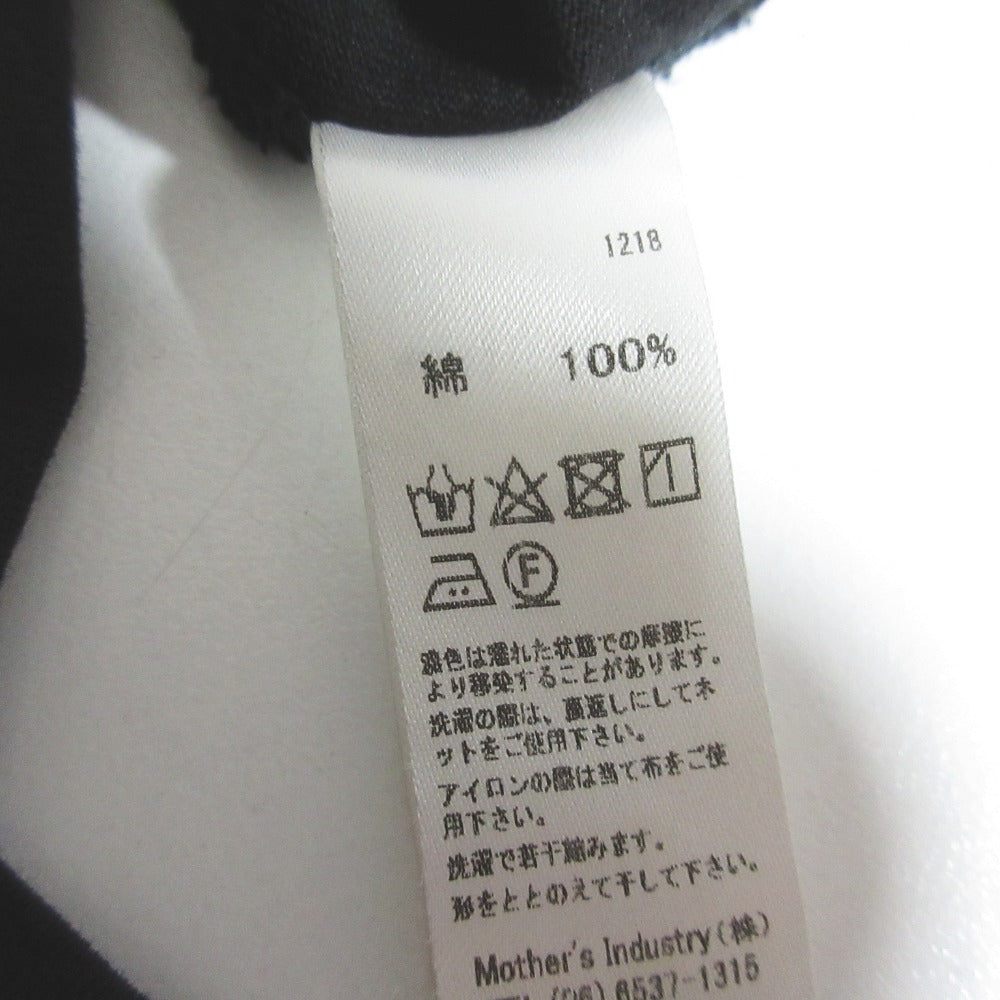 1218
綿 100%
F
濃色は濡れた状態での摩擦に
より移染することがあります。
洗濯の際は、裏返しにしてネ
ットをご使用下さい。
アイロンの際は当て布をご使
用下さい。
洗濯で若干縮みます。
形をととのえて干して下さい。
Mother's Industry(株)
TEL (06) 6537-1315